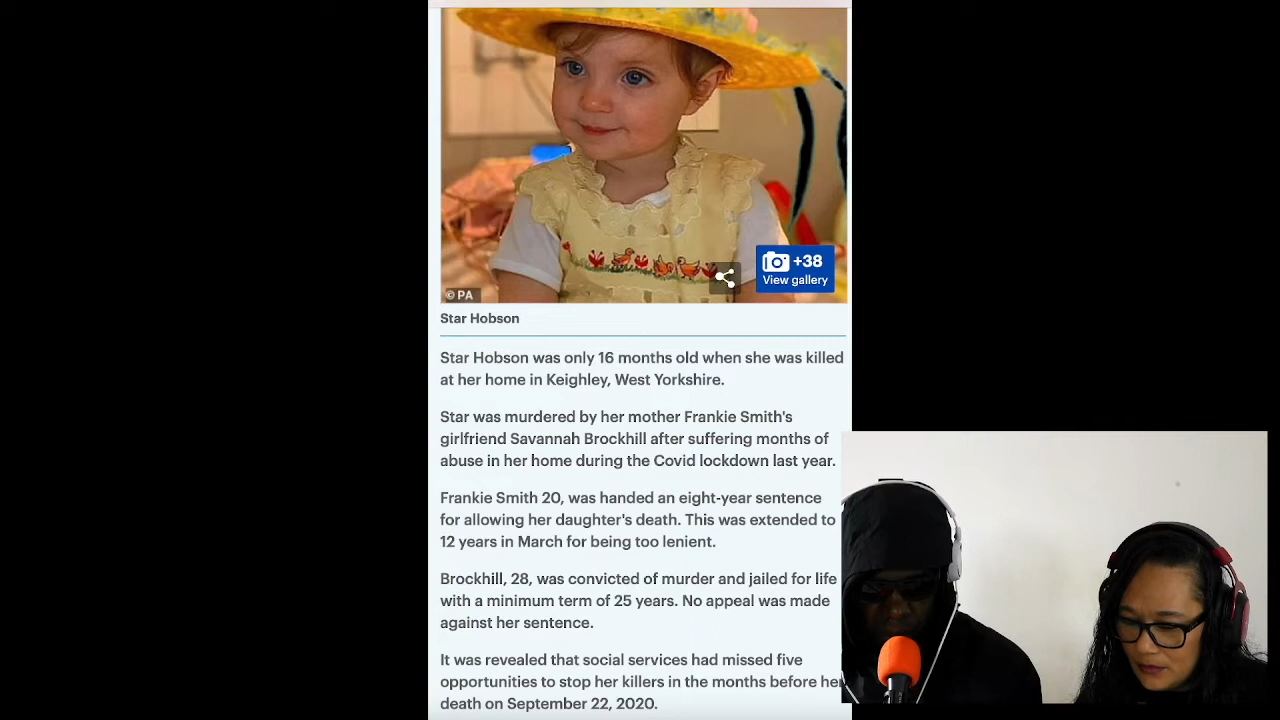 +38
View gallery
© PA
Star Hobson
Star Hobson was only 16 months old when she was killed
at her home in Keighley, West Yorkshire.
Star was murdered by her mother Frankie Smith's
girlfriend Savannah Brockhill after suffering months of
abuse in her home during the Covid lockdown last year.
Frankie Smith 20, was handed an eight-year sentence
for allowing her daughter's death. This was extended to
12 years in March for being too lenient.
Brockhill, 28, was convicted of murder and jailed for life
with a minimum term of 25 years. No appeal was made
against her sentence.
It was revealed that social services had missed five
opportunities to stop her killers in the months before her
death on September 22, 2020.